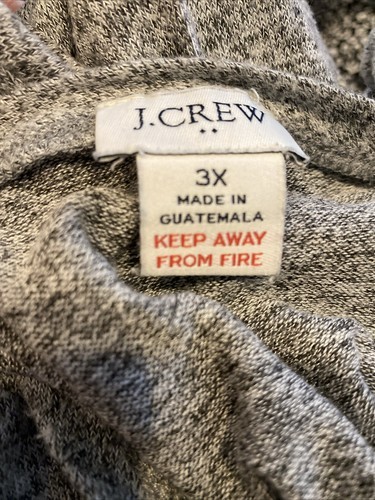 J.CREW
3X
MADE IN
GUATEMALA
KEEP AWAY
FROM FIRE